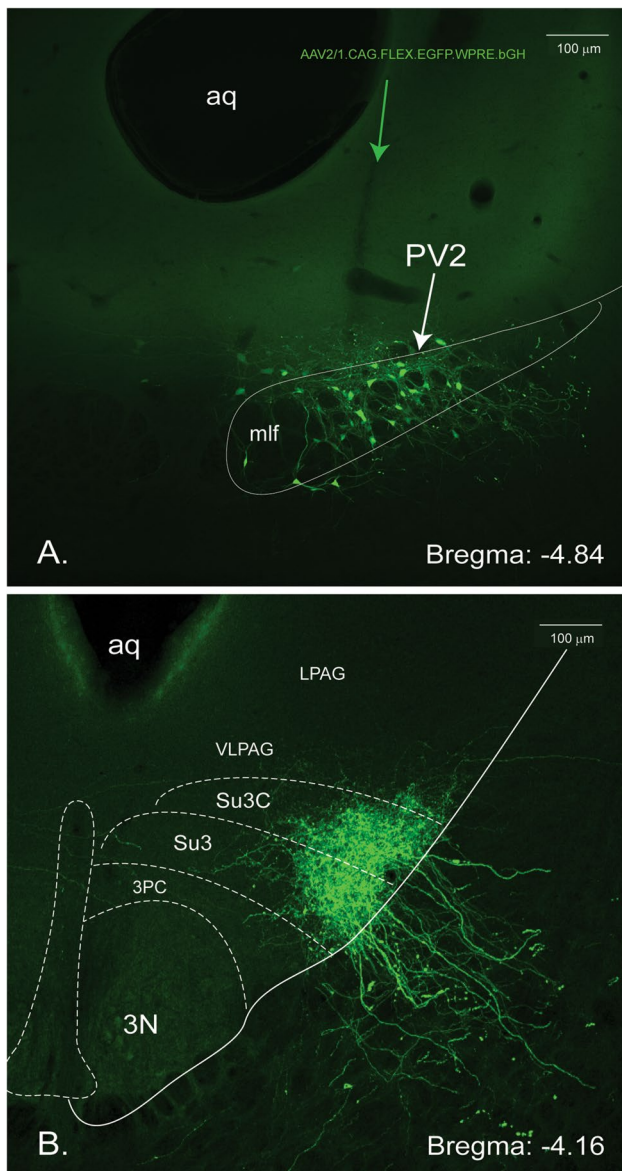 100 µm
AAV2/1.CAG.FLEX.EGFP.WPRE.bGH
aq
PV2
mlf
A.
Bregma: -4.84
aq
100 µm
LPAG
VLPAG
Su3C
Su3
3PC
3N
B.
Bregma: -4.16